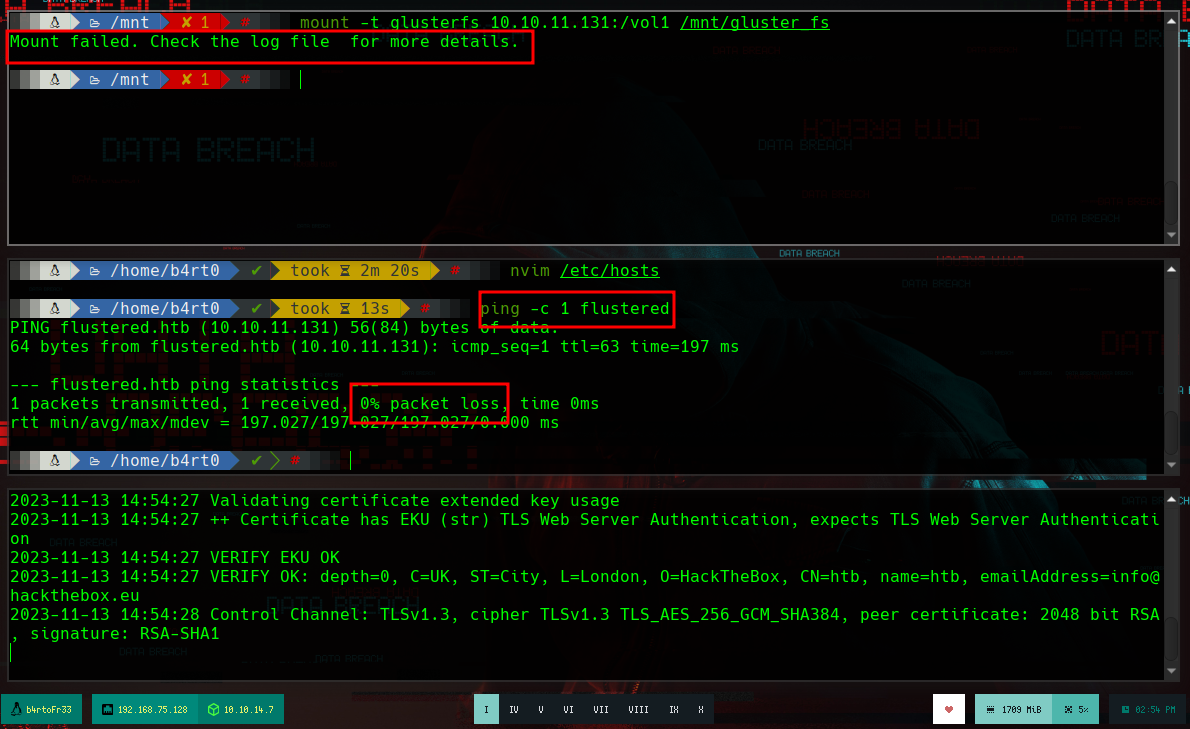 /mnt ✘ 1 # mount -t glusterfs 10.10.11.131:/vol1 /mnt/gluster_fs
Mount failed. Check the log file  for more details.
/mnt ✘ 1 #
DATA BREACH
DATA BREACH
DATA BREACH
/home/b4rt0 ✔ took 2m 20s # nvim /etc/hosts
/home/b4rt0 ✔ took 13s # ping -c 1 flustered
PING flustered.htb (10.10.11.131) 56(84) bytes of data.
64 bytes from flustered.htb (10.10.11.131): icmp_seq=1 ttl=63 time=197 ms
--- flustered.htb ping statistics ---
1 packets transmitted, 1 received, 0% packet loss, time 0ms
rtt min/avg/max/mdev = 197.027/197.027/197.027/0.000 ms
/home/b4rt0 ✔ #
2023-11-13 14:54:27 Validating certificate extended key usage
2023-11-13 14:54:27 ++ Certificate has EKU (str) TLS Web Server Authentication, expects TLS Web Server Authenticati
on
2023-11-13 14:54:27 VERIFY EKU OK
2023-11-13 14:54:27 VERIFY OK: depth=0, C=UK, ST=City, L=London, O=HackTheBox, CN=htb, name=htb, emailAddress=info@
hackthebox.eu
2023-11-13 14:54:28 Control Channel: TLSv1.3, cipher TLSv1.3 TLS_AES_256_GCM_SHA384, peer certificate: 2048 bit RSA
, signature: RSA-SHA1
b4rtoFr33 192.168.75.128 10.10.14.7 I IV V VI VII VIII IX X 1709 MiB 5% 02:54 PM